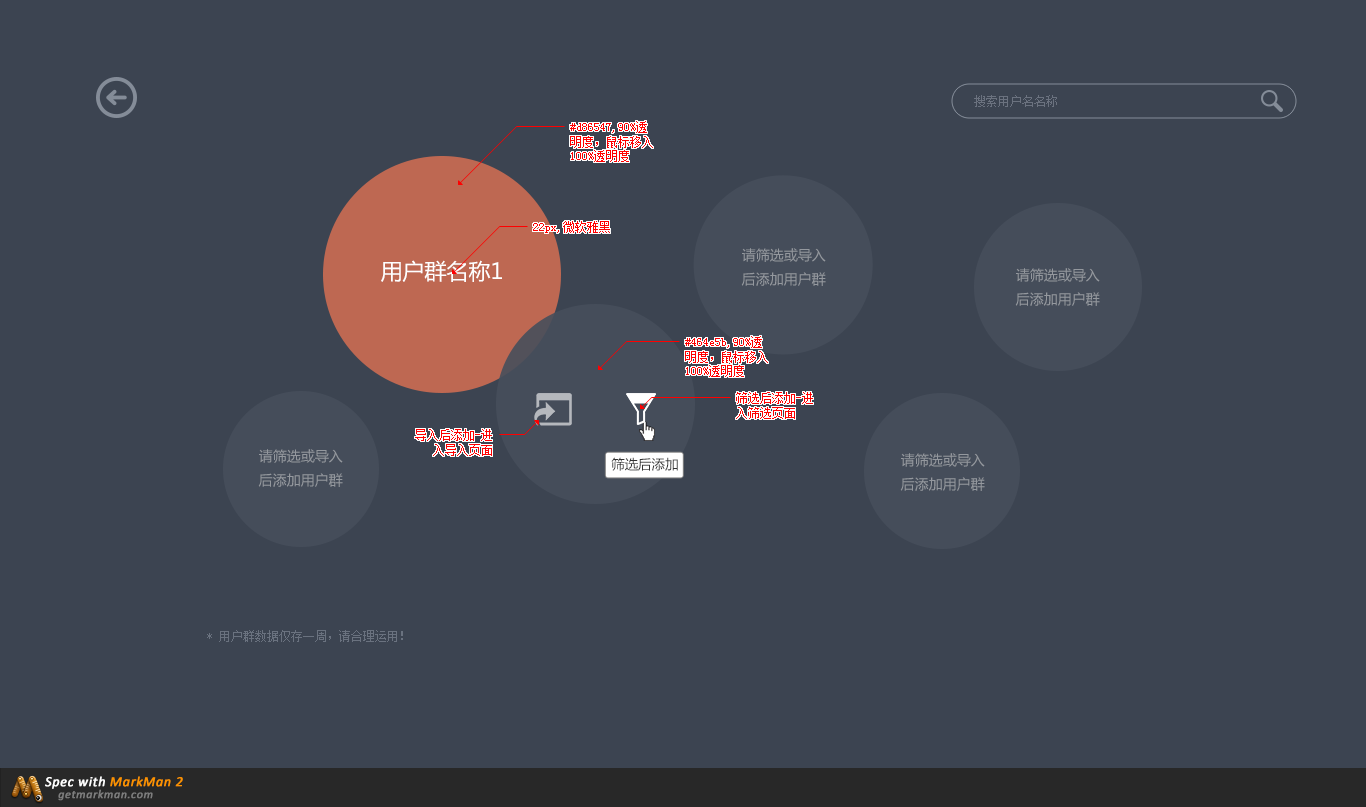 搜索用户名名称
#d86547,90%透
明度，鼠标移入
100%透明度
22px,微软雅黑
用户群名称1
请筛选或导入
后添加用户群
请筛选或导入
后添加用户群
#464e5b,90%透
明度，鼠标移入
100%透明度
筛选后添加-进
入筛选页面
导入后添加-进
入导入页面
筛选后添加
请筛选或导入
后添加用户群
请筛选或导入
后添加用户群
* 用户群数据仅存一周，请合理运用!
Spec with MarkMan 2
getmarkman.com